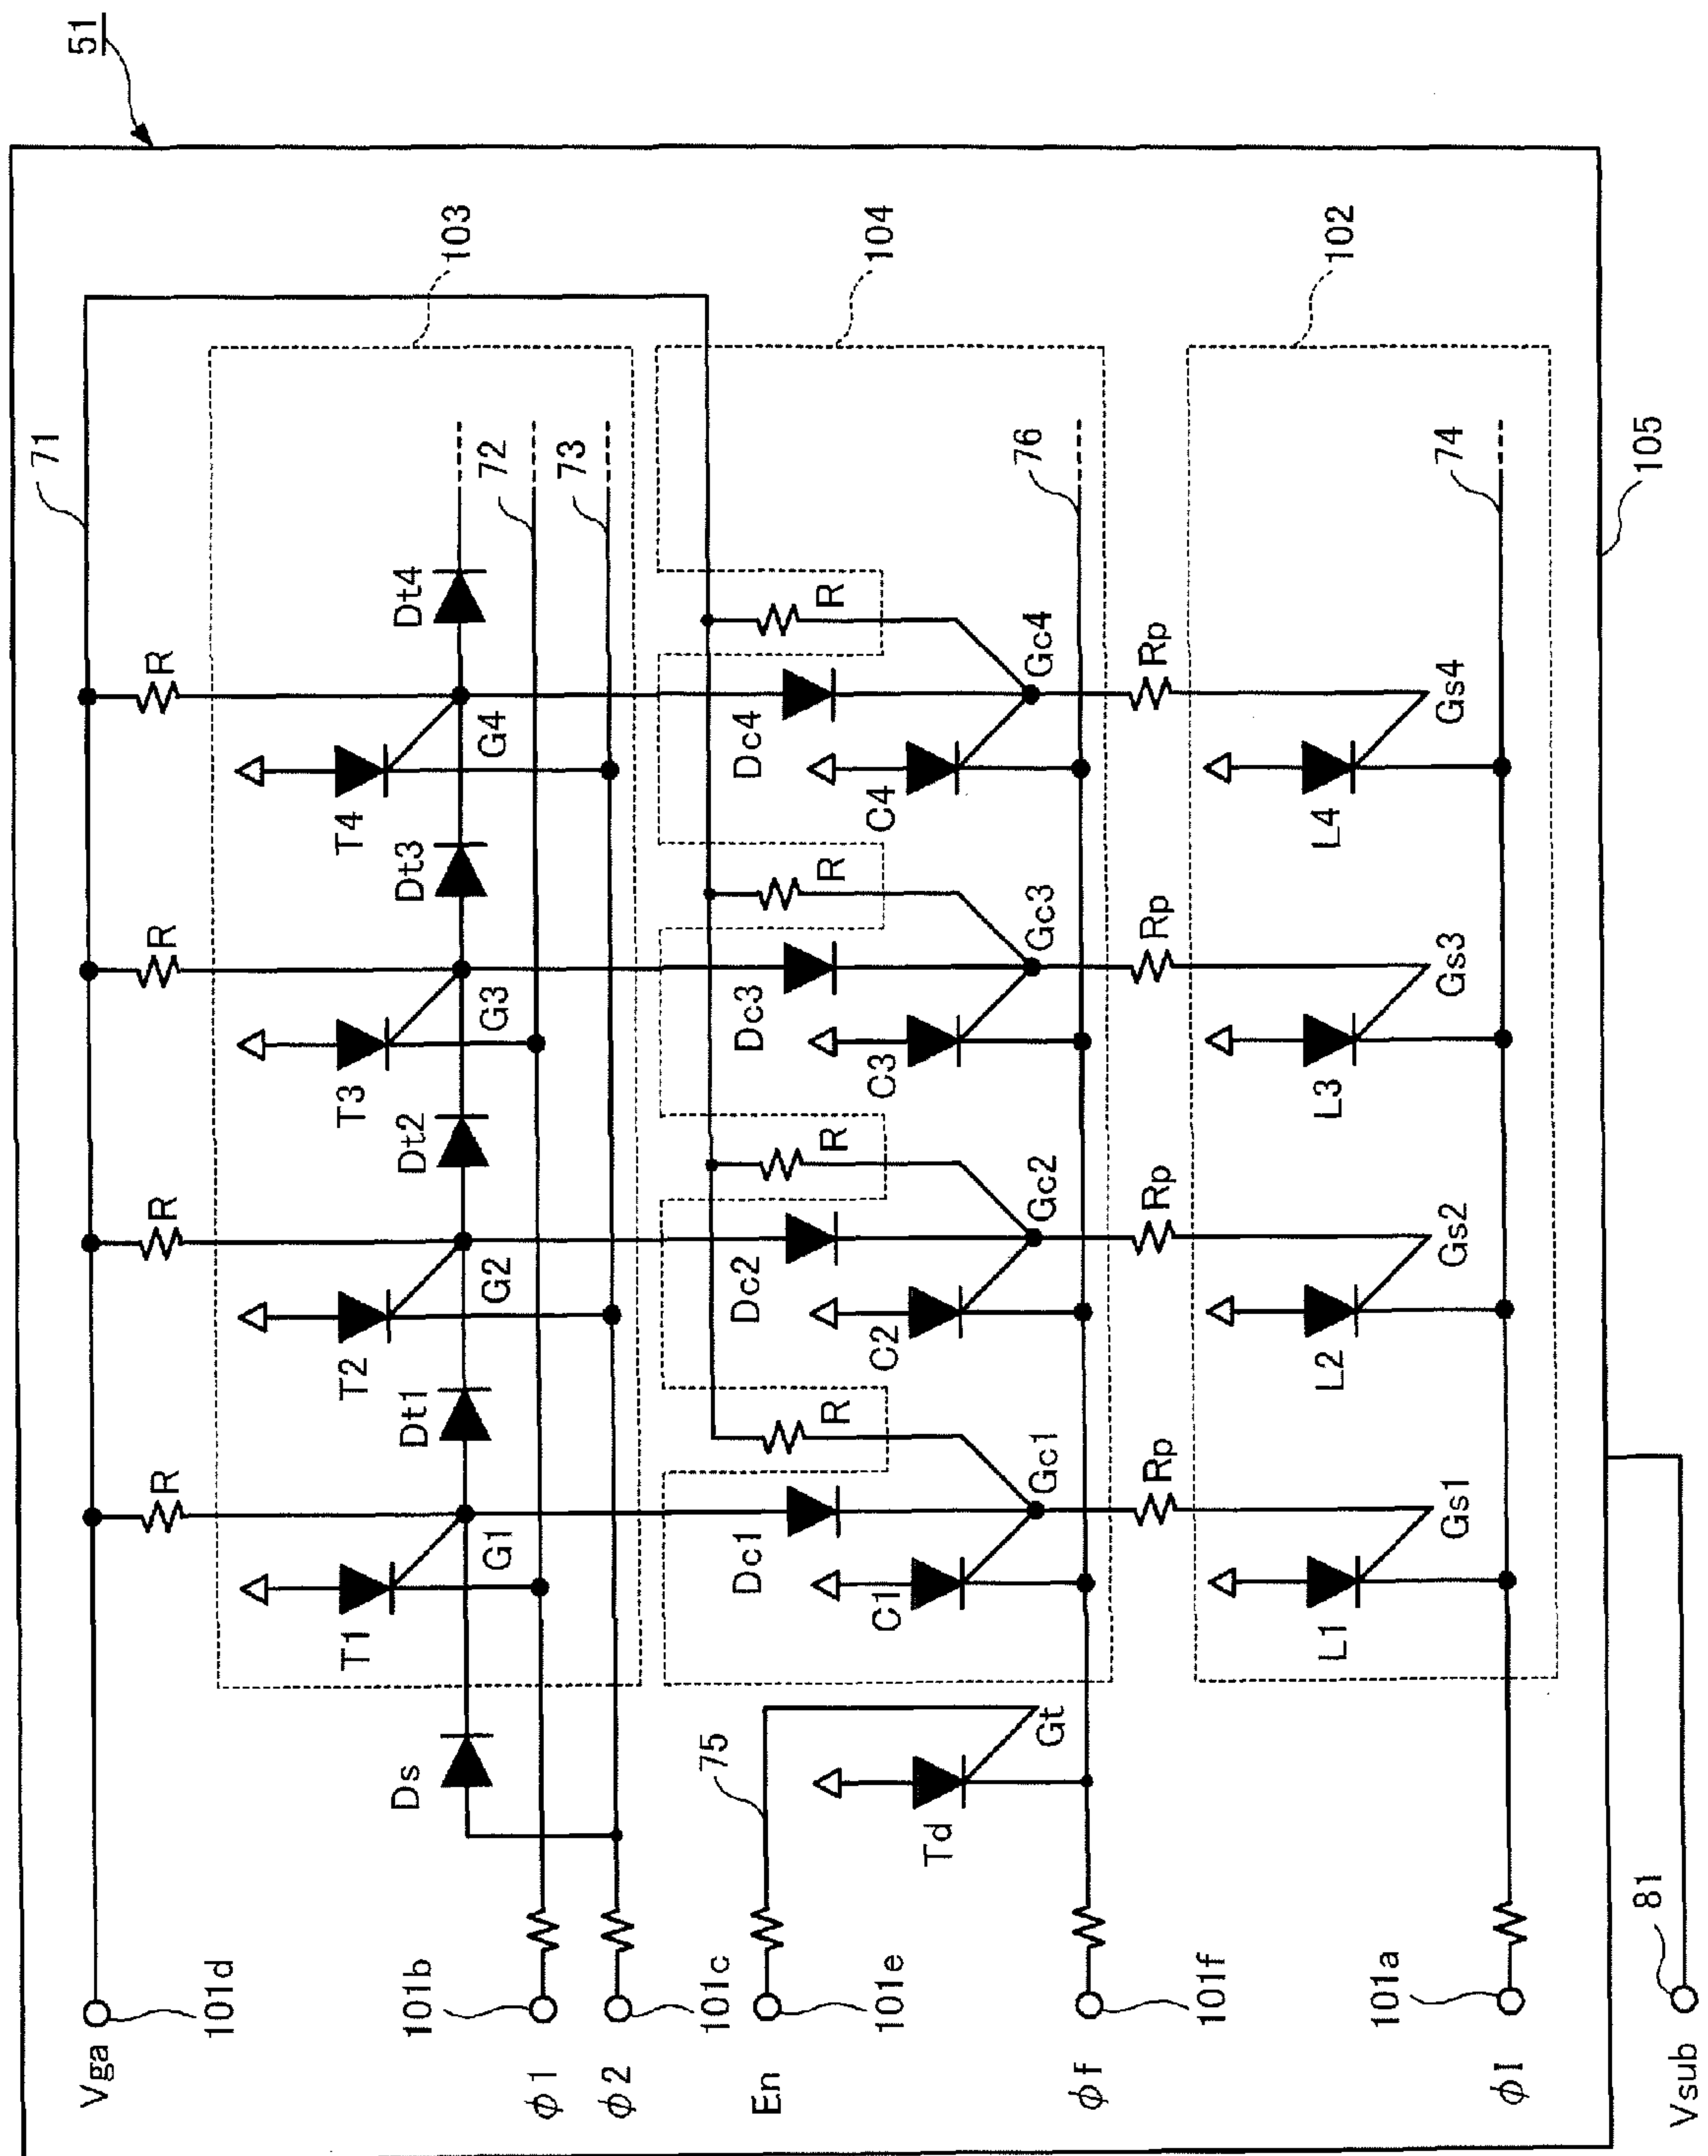 51
Vga
101d
71
R
R
R
R
103
T1
G1
Dt1
T2
G2
Dt2
T3
G3
Dt3
T4
G4
Dt4
Ds
72
73
φ1
101b
φ2
101c
104
En
101e
75
Td
Gt
Dc1
R
C1
Gc1
Dc2
R
C2
Gc2
Dc3
R
C3
Gc3
Dc4
R
C4
Gc4
76
φf
101f
Rp
Rp
Rp
Rp
102
L1
Gs1
L2
Gs2
L3
Gs3
L4
Gs4
74
φI
101a
105
Vsub
81